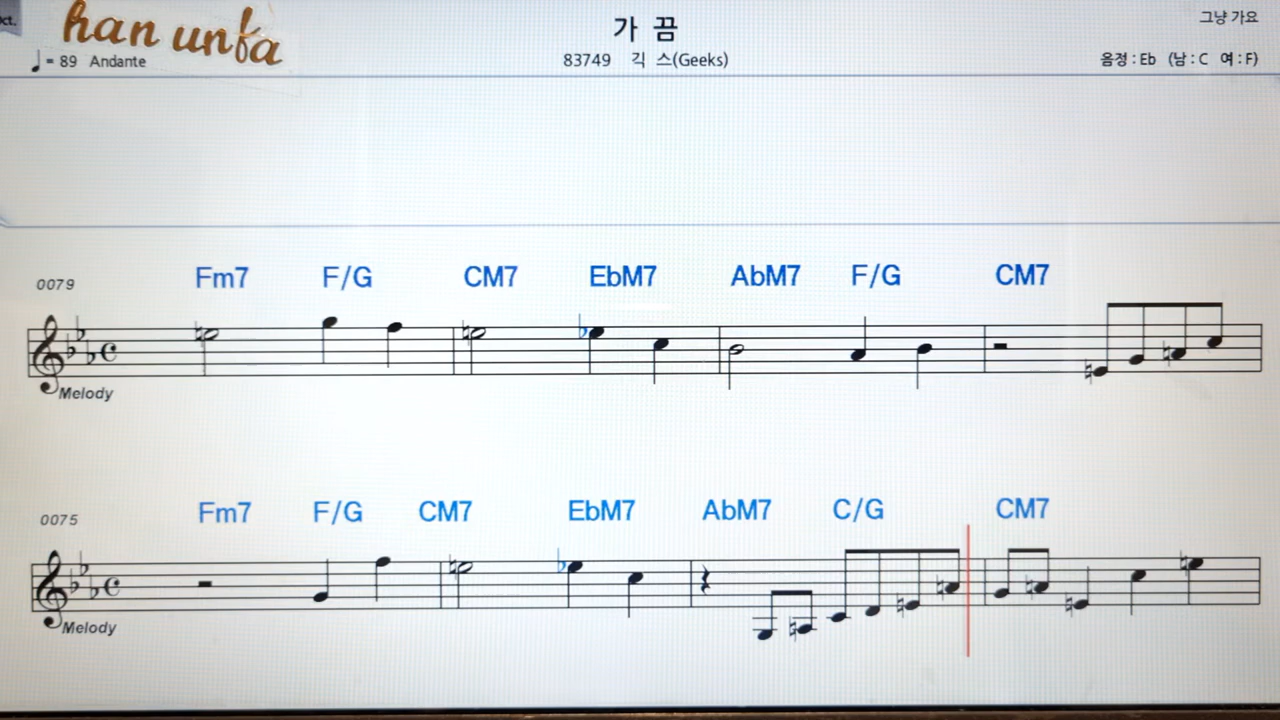 han unfa
가 끔
그냥 가요
♩= 89 Andante
83749 긱 스(Geeks)
음정 : Eb (남 : C 여 : F)
0079 Fm7 F/G CM7 EbM7 AbM7 F/G CM7
Melody
0075 Fm7 F/G CM7 EbM7 AbM7 C/G CM7
Melody